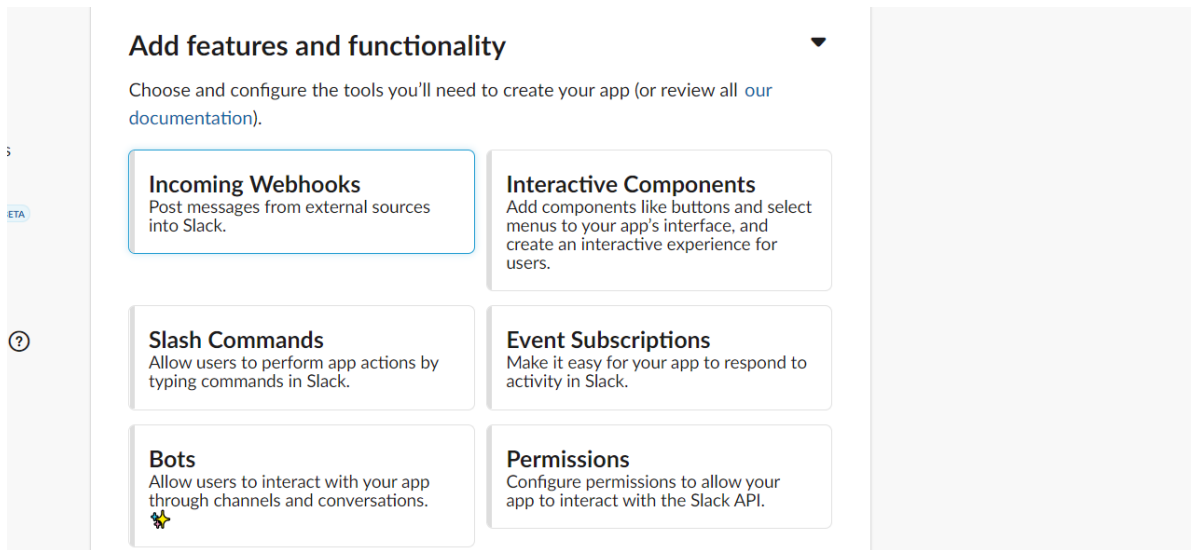 Add features and functionality
Choose and configure the tools you'll need to create your app (or review all our
documentation).
Incoming Webhooks
Post messages from external sources
into Slack.
Interactive Components
Add components like buttons and select
menus to your app's interface, and
create an interactive experience for
users.
Slash Commands
Allow users to perform app actions by
typing commands in Slack.
Event Subscriptions
Make it easy for your app to respond to
activity in Slack.
Bots
Allow users to interact with your app
through channels and conversations.
Permissions
Configure permissions to allow your
app to interact with the Slack API.
s
ETA
?